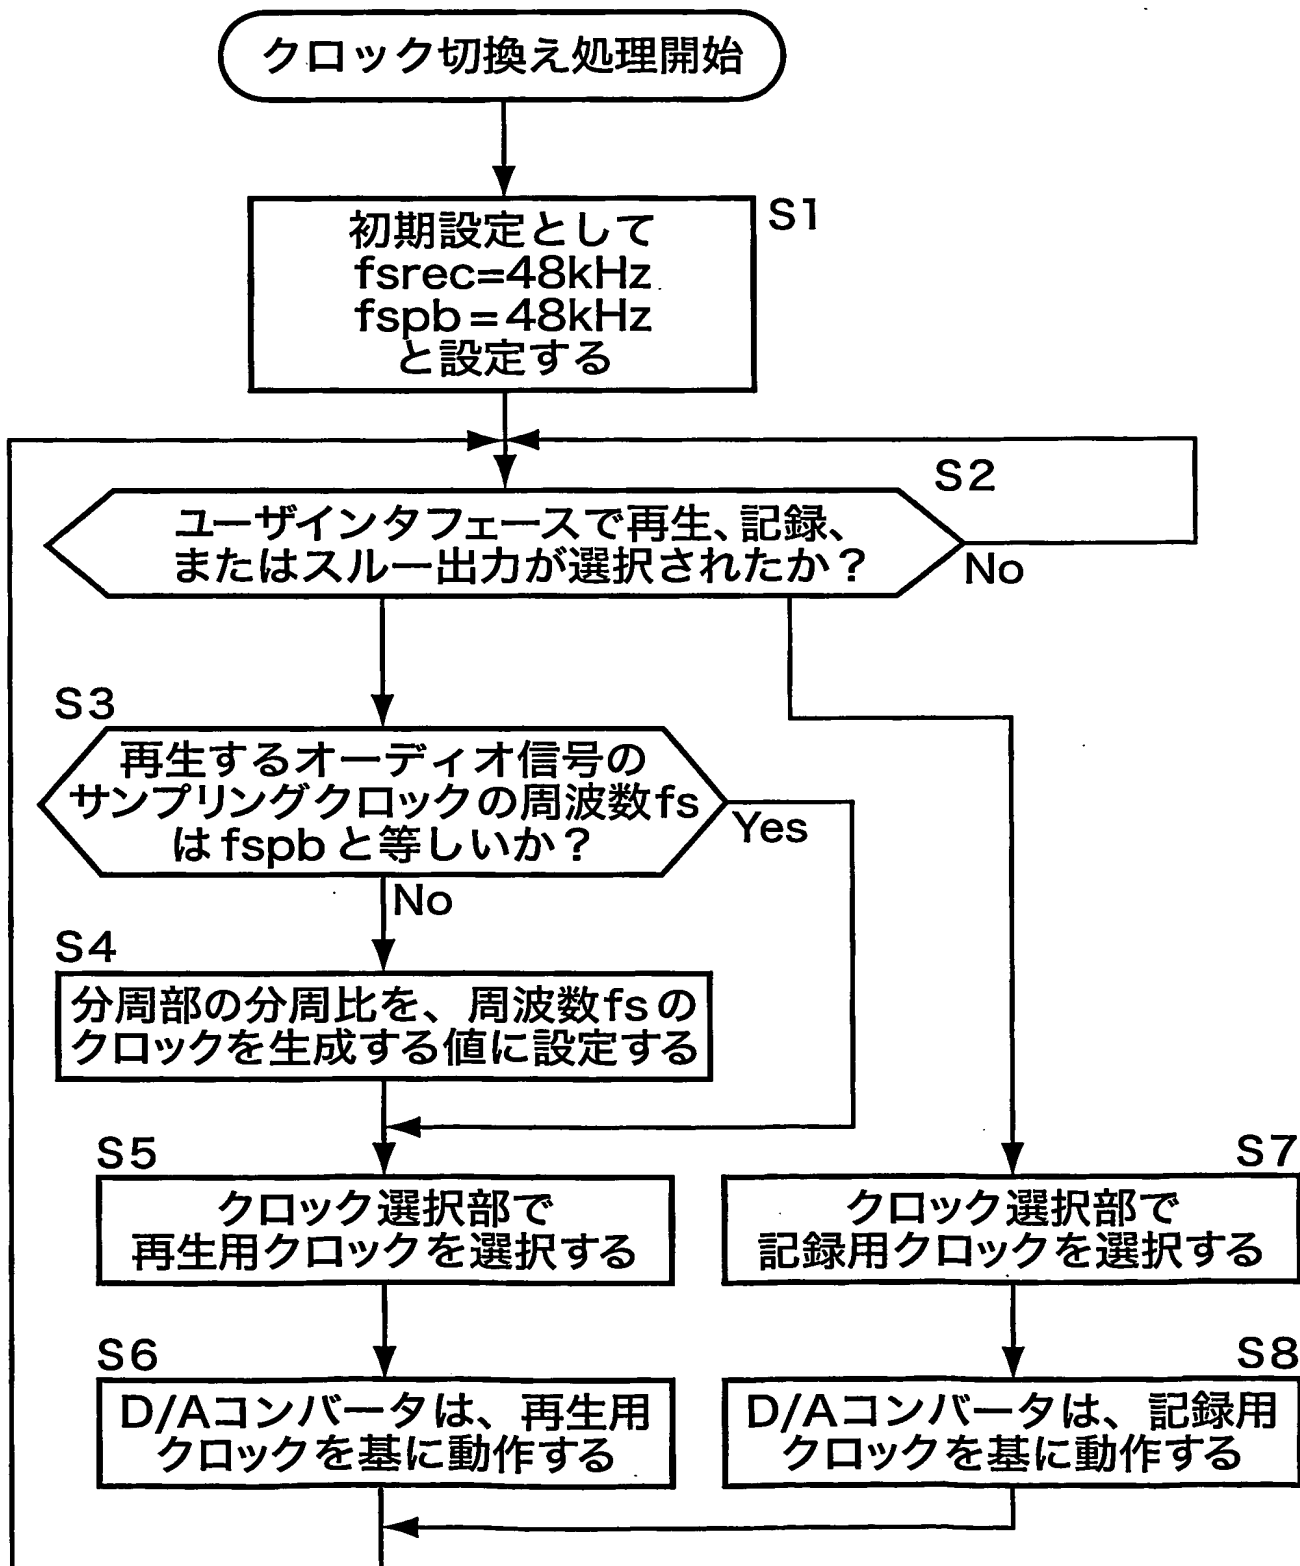 クロック切換え処理開始
S1
初期設定として
fsrec=48kHz
fspb=48kHz
と設定する
S2
ユーザインタフェースで再生、記録、
またはスルー出力が選択されたか？
No
S3
再生するオーディオ信号の
サンプリングクロックの周波数fs
はfspbと等しいか？
Yes
No
S4
分周部の分周比を、周波数fsの
クロックを生成する値に設定する
S5
クロック選択部で
再生用クロックを選択する
S7
クロック選択部で
記録用クロックを選択する
S6
D/Aコンバータは、再生用
クロックを基に動作する
S8
D/Aコンバータは、記録用
クロックを基に動作する